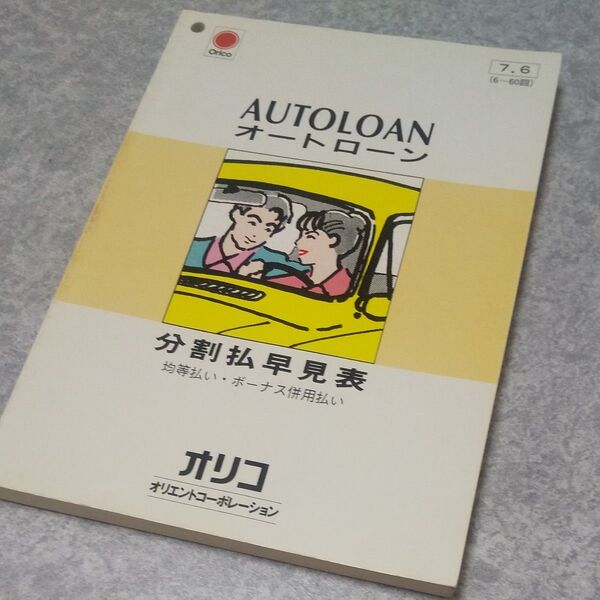 Orico
7.6
(6〜60回)
AUTOLOAN
オートローン
分割払早見表
均等払い・ボーナス併用払い
オリコ
オリエントコーポレーション